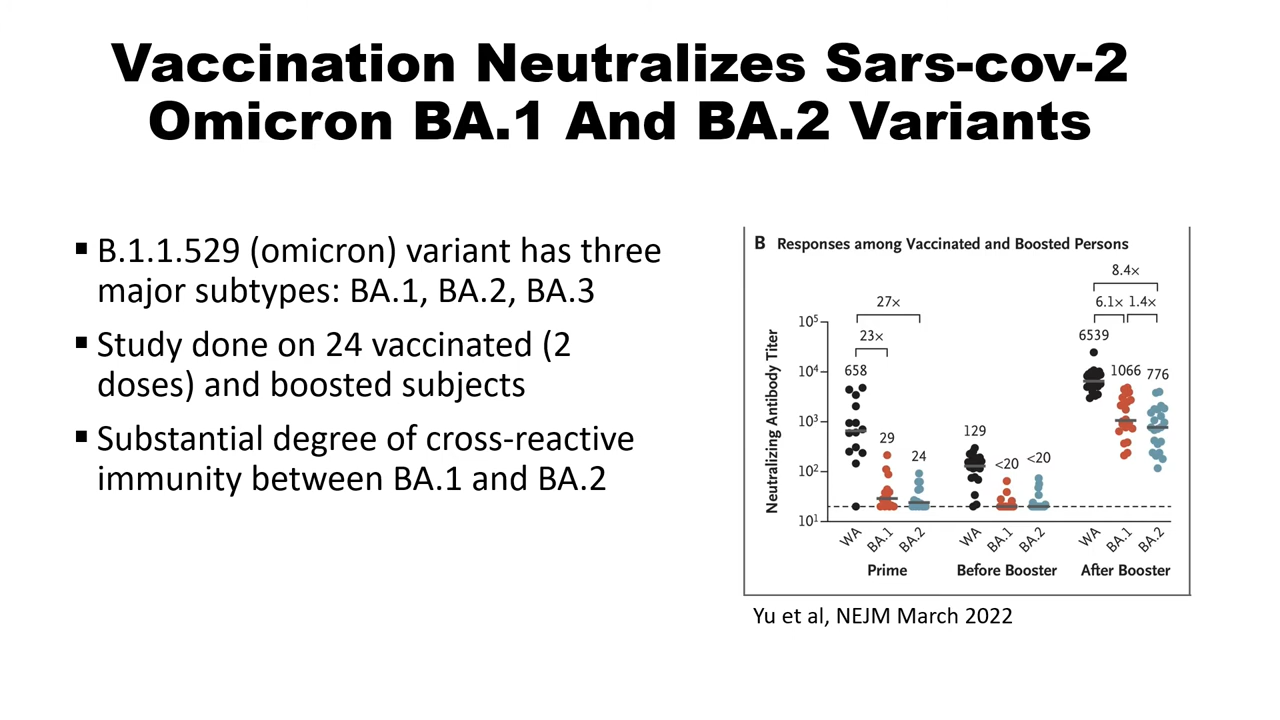 Vaccination Neutralizes Sars-cov-2
Omicron BA.1 And BA.2 Variants
▪ B.1.1.529 (omicron) variant has three
major subtypes: BA.1, BA.2, BA.3
▪ Study done on 24 vaccinated (2
doses) and boosted subjects
▪ Substantial degree of cross-reactive
immunity between BA.1 and BA.2
B Responses among Vaccinated and Boosted Persons
8.4×
27×
6.1× 1.4×
23×
6539
658
1066 776
29
24
129
<20 <20
Neutralizing Antibody Titer
10⁵
10⁴
10³
10²
10¹
WA BA.1 BA.2 WA BA.1 BA.2 WA BA.1 BA.2
Prime Before Booster After Booster
Yu et al, NEJM March 2022